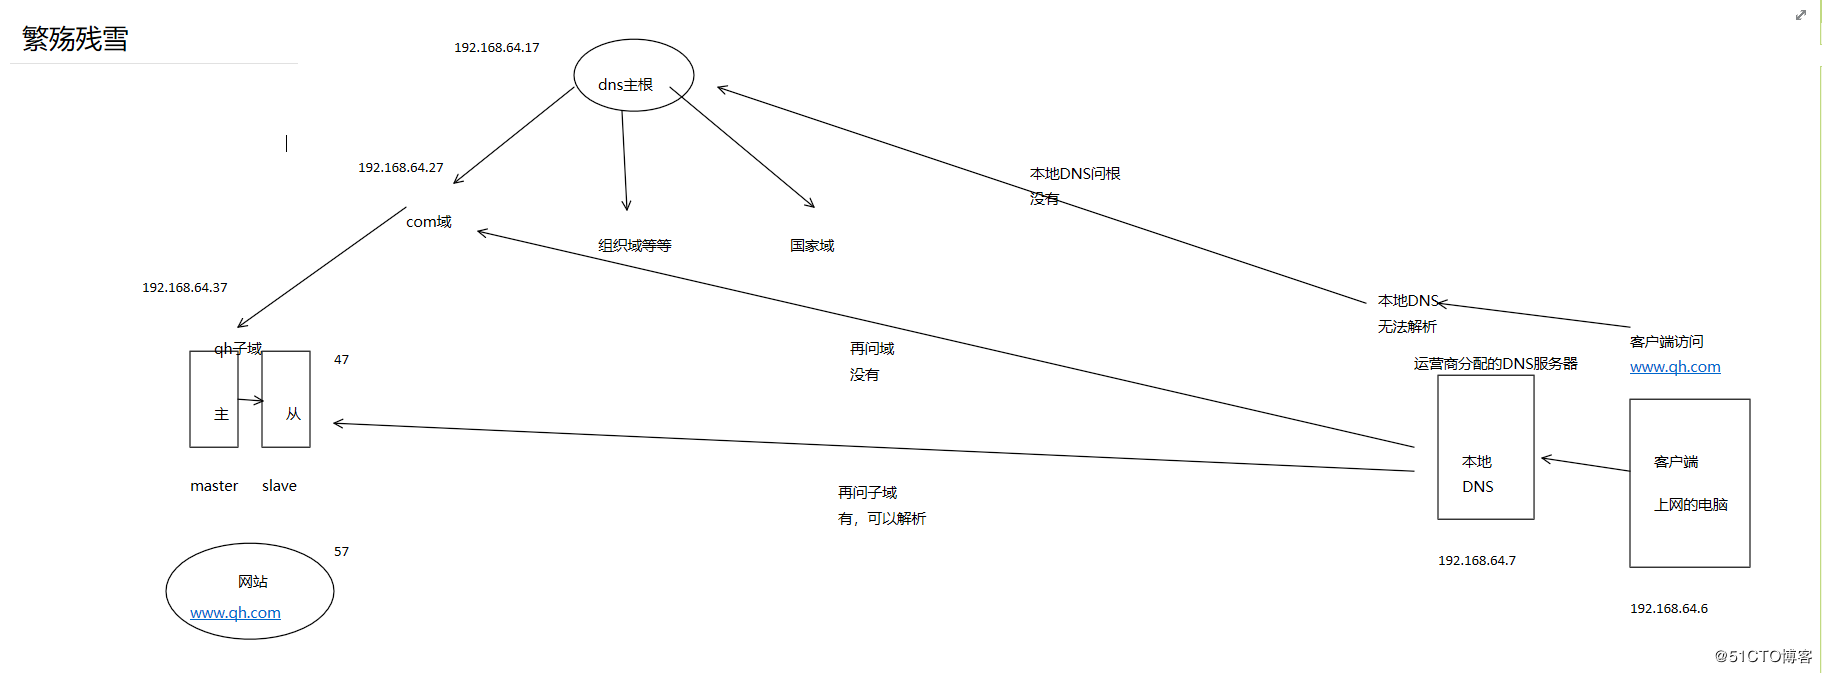 繁殇残雪
192.168.64.17
dns主根
192.168.64.27
com域
组织域等等
国家域
本地DNS问根
没有
192.168.64.37
qh子域
47
主
从
master
slave
再问域
没有
本地DNS
无法解析
客户端访问
www.qh.com
运营商分配的DNS服务器
本地
DNS
客户端
上网的电脑
再问子域
有，可以解析
192.168.64.7
192.168.64.6
57
网站
www.qh.com
@51CTO博客